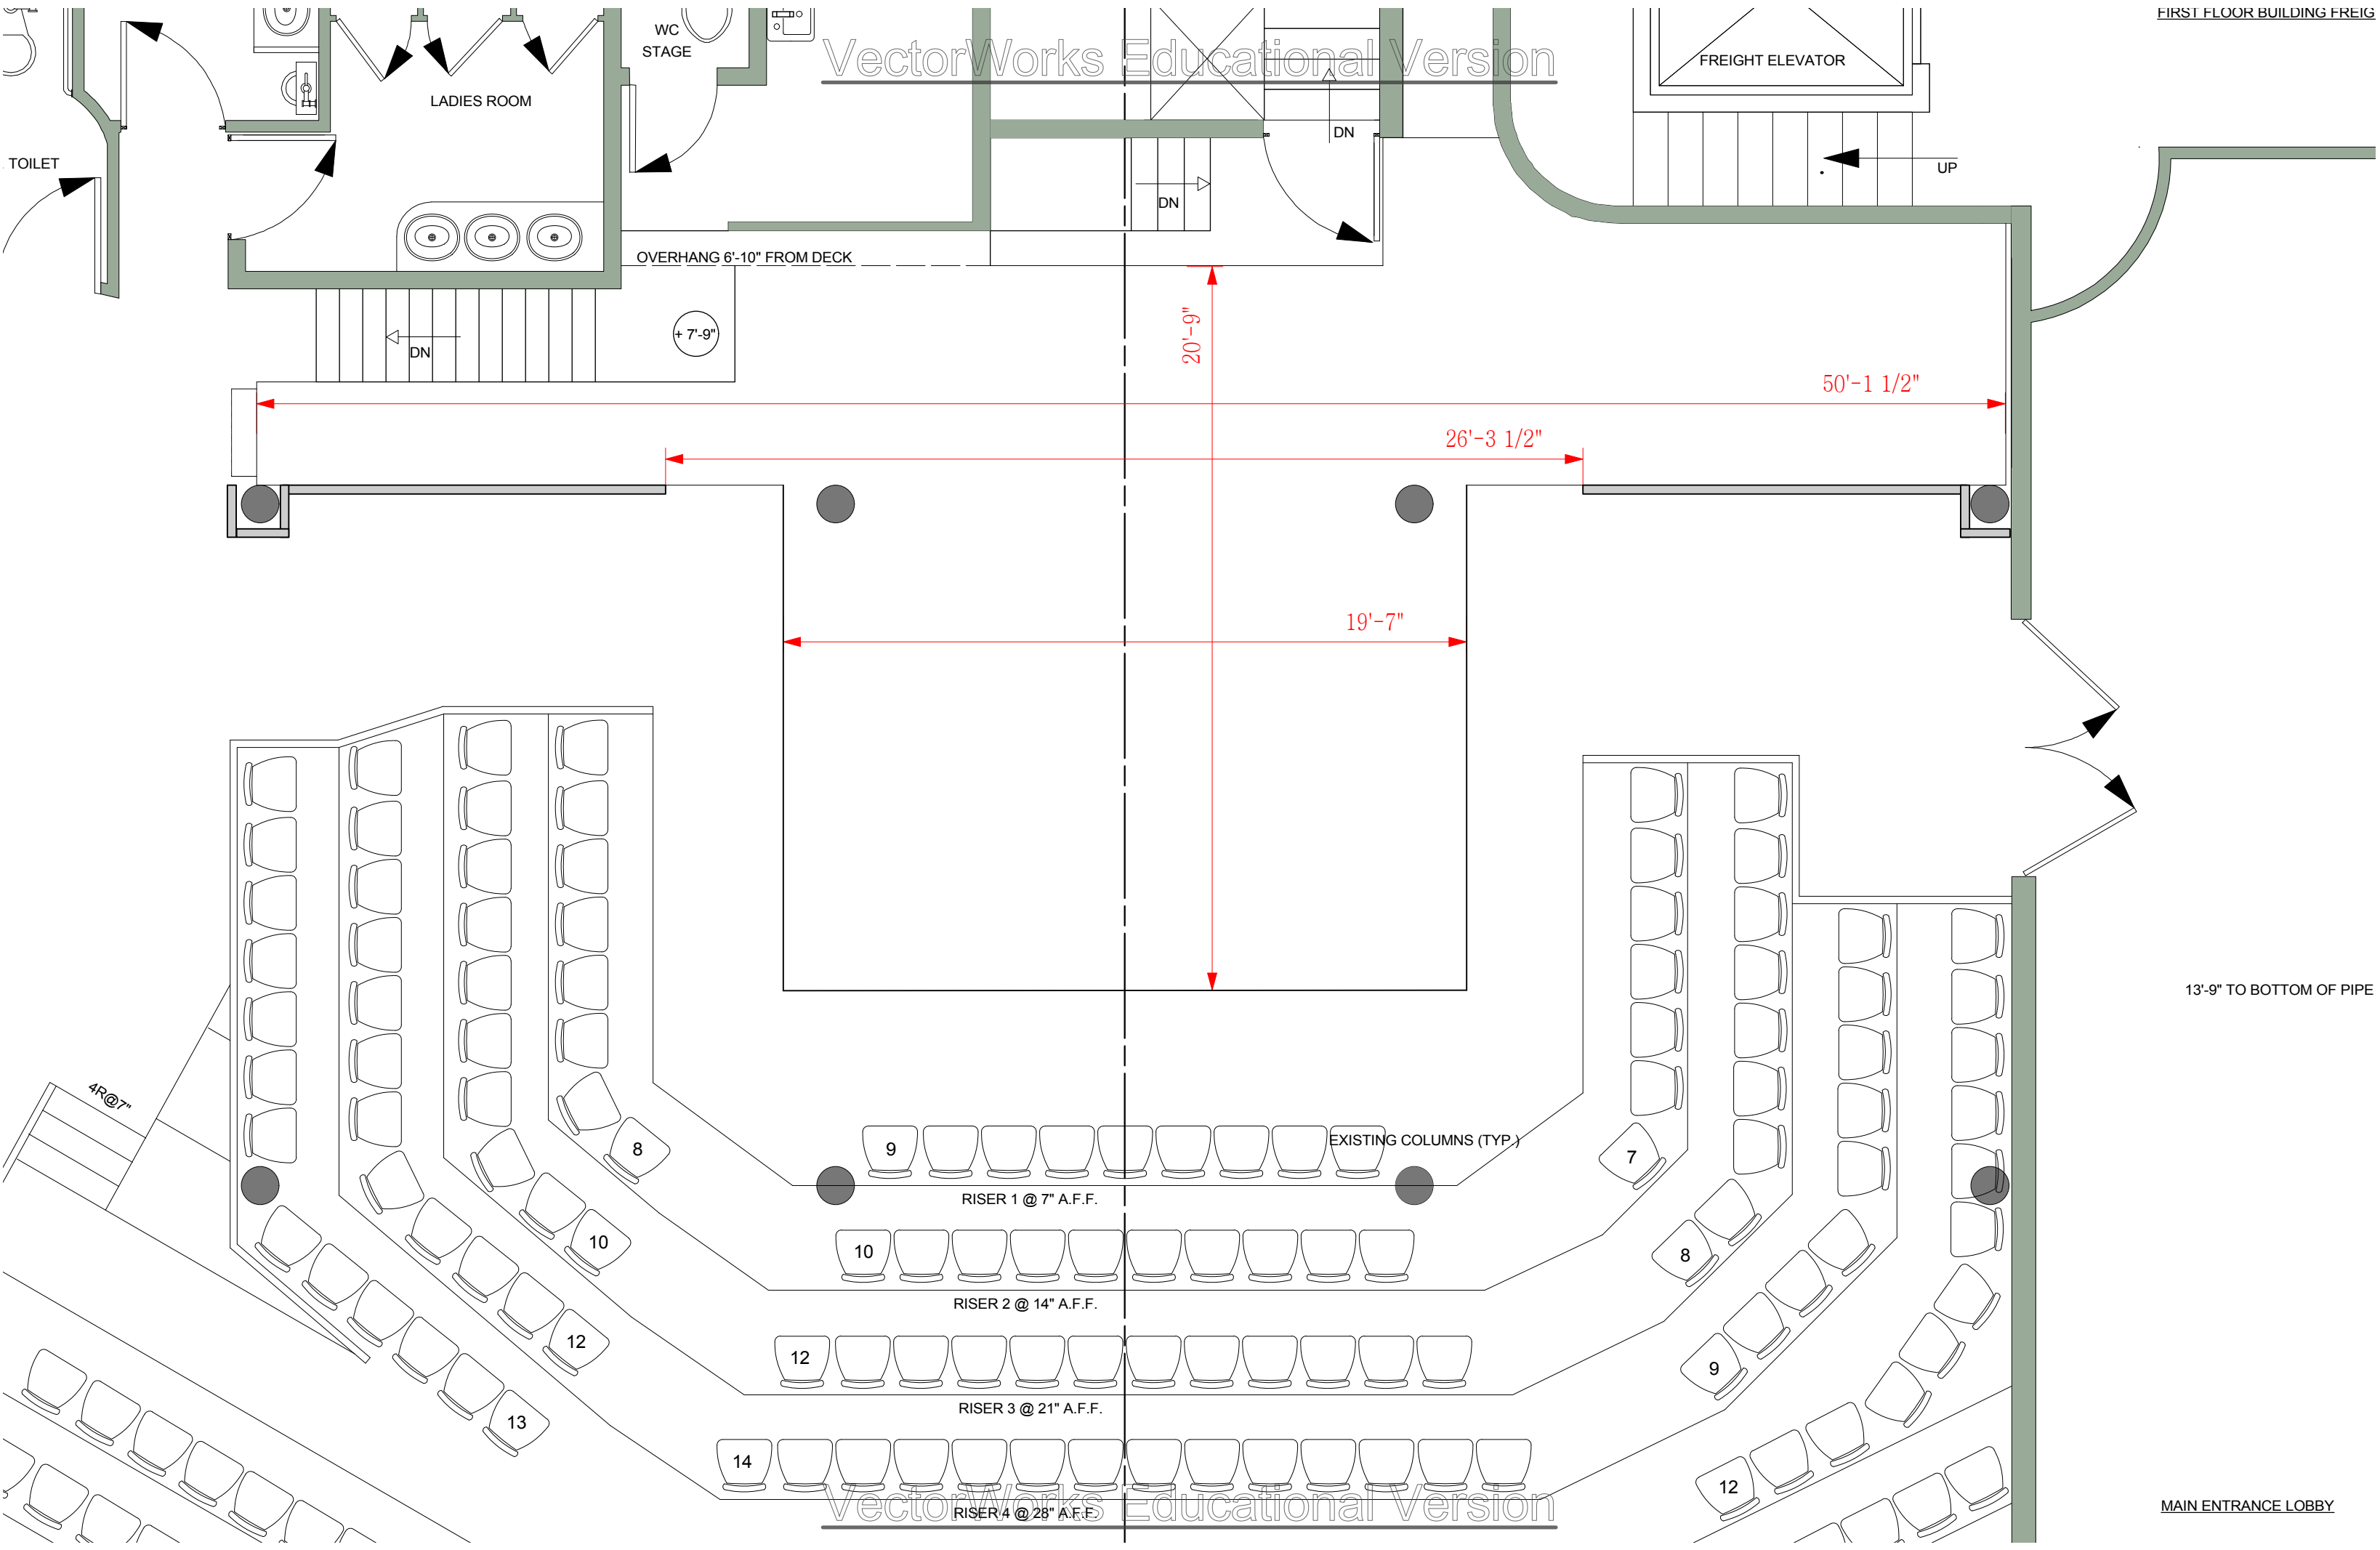 FIRST FLOOR BUILDING FREIG
WC
STAGE
VectorWorks Educational Version
FREIGHT ELEVATOR
LADIES ROOM
DN
TOILET
UP
DN
OVERHANG 6'-10" FROM DECK
+ 7'-9"
20'-9"
DN
50'-1 1/2"
26'-3 1/2"
19'-7"
13'-9" TO BOTTOM OF PIPE
4R@7"
EXISTING COLUMNS (TYP.)
8
9
7
RISER 1 @ 7" A.F.F.
10
10
8
RISER 2 @ 14" A.F.F.
12
12
9
RISER 3 @ 21" A.F.F.
13
14
12
VectorWorks Educational Version
RISER 4 @ 28" A.F.F.
MAIN ENTRANCE LOBBY